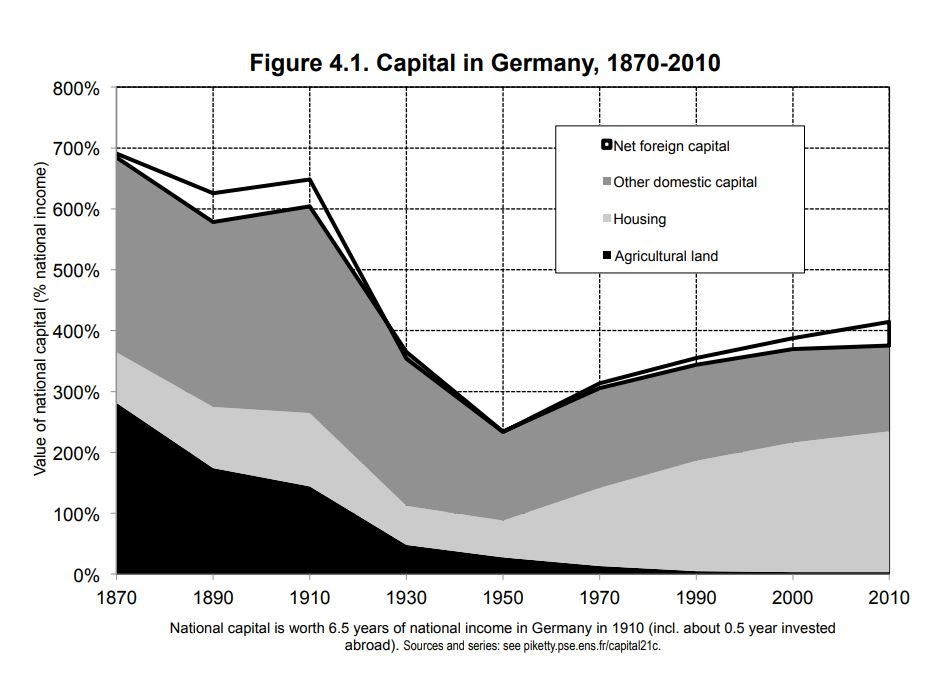 Figure 4.1. Capital in Germany, 1870-2010
Value of national capital (% national income)
800%
700%
600%
500%
400%
300%
200%
100%
0%
Net foreign capital
Other domestic capital
Housing
Agricultural land
1870 1890 1910 1930 1950 1970 1990 2000 2010
National capital is worth 6.5 years of national income in Germany in 1910 (incl. about 0.5 year invested
abroad). Sources and series: see piketty.pse.ens.fr/capital21c.